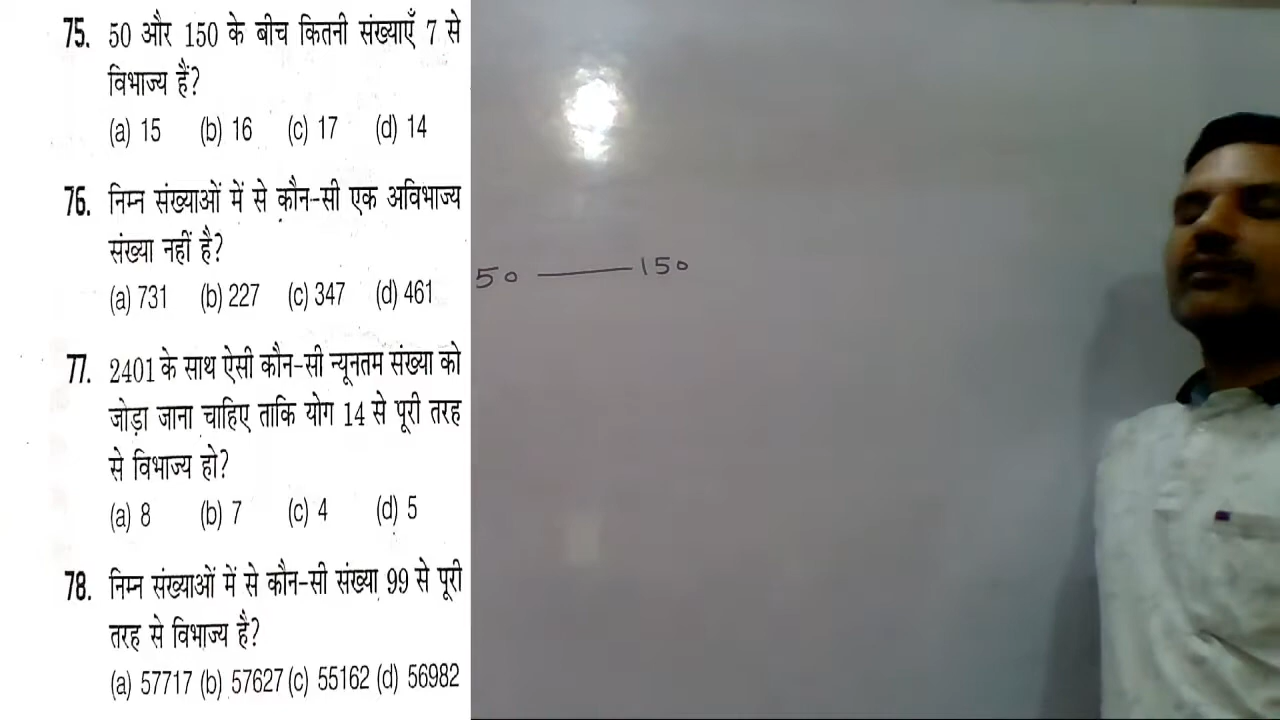 75. 50 और 150 के बीच कितनी संख्याएँ 7 से
विभाज्य हैं?
(a) 15 (b) 16 (c) 17 (d) 14
76. निम्न संख्याओं में से कौन-सी एक अविभाज्य
संख्या नहीं है?
(a) 731 (b) 227 (c) 347 (d) 461
77. 2401 के साथ ऐसी कौन-सी न्यूनतम संख्या को
जोड़ा जाना चाहिए ताकि योग 14 से पूरी तरह
से विभाज्य हो?
(a) 8 (b) 7 (c) 4 (d) 5
78. निम्न संख्याओं में से कौन-सी संख्या 99 से पूरी
तरह से विभाज्य है?
(a) 57717 (b) 57627 (c) 55162 (d) 56982
50 — 150